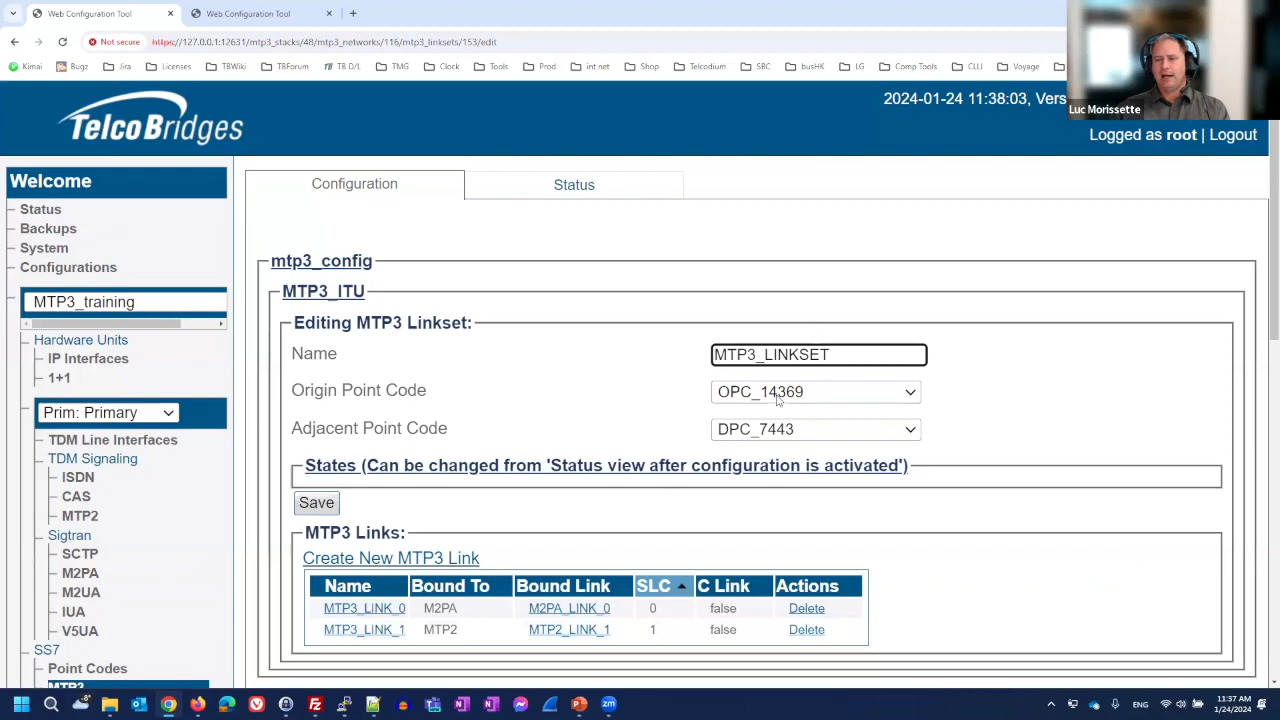 Web Configuration Tool
Web Configuration Tool
Not secure https://127.0.0.1:12631/mtp3_stacks/48/mtp3_networks/116/mtp3_linksets/153/edit
Kimai Bugz Jira Licenses TBWiki TBForum TB D/L TMG Clock Tools Prod int net Shop Telcodium SBC busHK LG Comp Tools CLLI Voyage
Luc Morissette
TelcoBridges
2024-01-24 11:38:03, Vers
Logged as root | Logout
Welcome
Status
Backups
System
Configurations
MTP3_training
Hardware Units
IP Interfaces
1+1
Prim: Primary
TDM Line Interfaces
TDM Signaling
ISDN
CAS
MTP2
Sigtran
SCTP
M2PA
M2UA
IUA
V5UA
SS7
Point Codes
MTP3
Configuration
Status
mtp3_config
MTP3_ITU
Editing MTP3 Linkset:
Name MTP3_LINKSET
Origin Point Code OPC_14369
Adjacent Point Code DPC_7443
States (Can be changed from 'Status view after configuration is activated')
Save
MTP3 Links:
Create New MTP3 Link
Name Bound To Bound Link SLC C Link Actions
MTP3_LINK_0 M2PA M2PA_LINK_0 0 false Delete
MTP3_LINK_1 MTP2 MTP2_LINK_1 1 false Delete
ENG
11:37 AM
1/24/2024